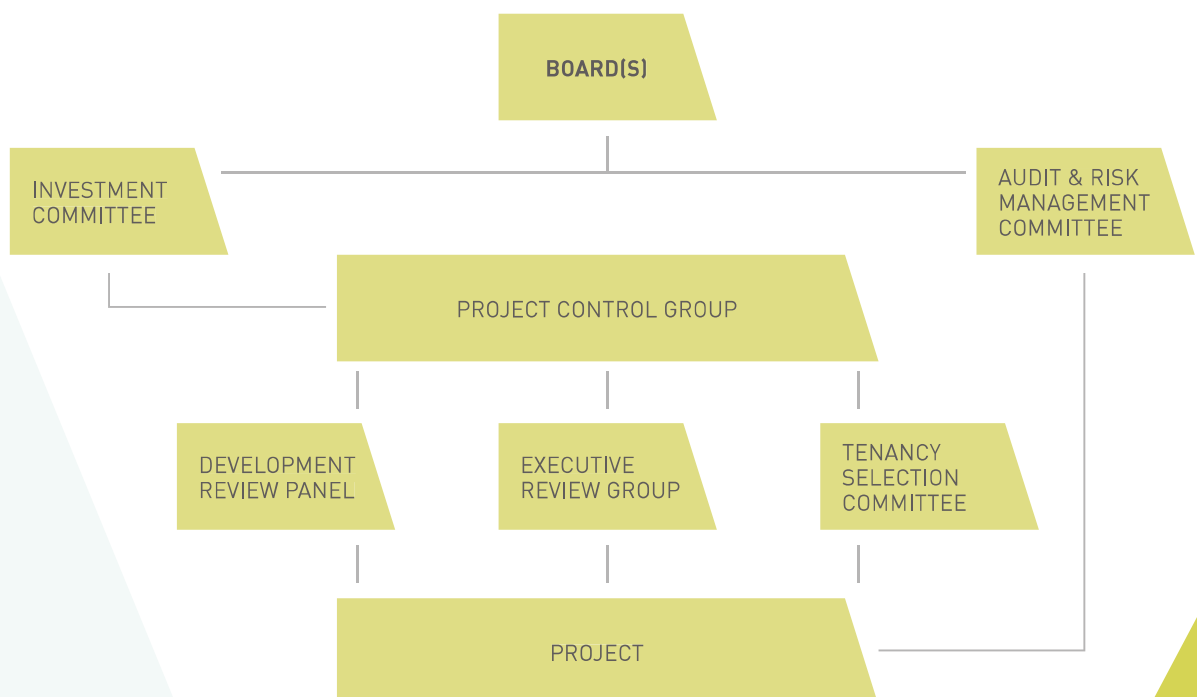 BOARD(S)
INVESTMENT
COMMITTEE
AUDIT & RISK
MANAGEMENT
COMMITTEE
PROJECT CONTROL GROUP
DEVELOPMENT
REVIEW PANEL
EXECUTIVE
REVIEW GROUP
TENANCY
SELECTION
COMMITTEE
PROJECT